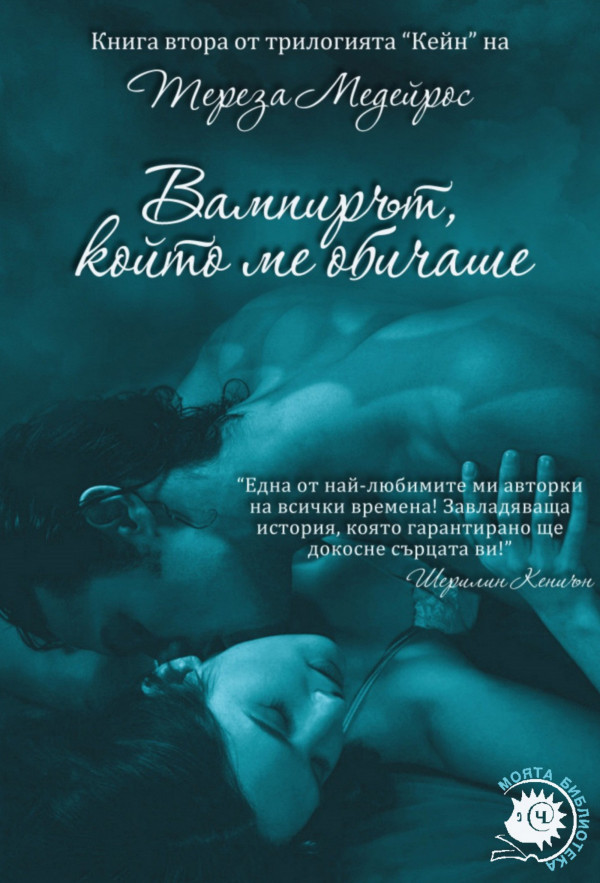 Книга втора от трилогията “Кейн” на
Тереза Медейрос
Вампирът,
който ме обичаше
“Една от най-любимите ми авторки
на всички времена! Завладяваща
история, която гарантирано ще
докосне сърцата ви!”
Шерилин Кениън
МОЯТА БИБЛИОТЕКА
Ч